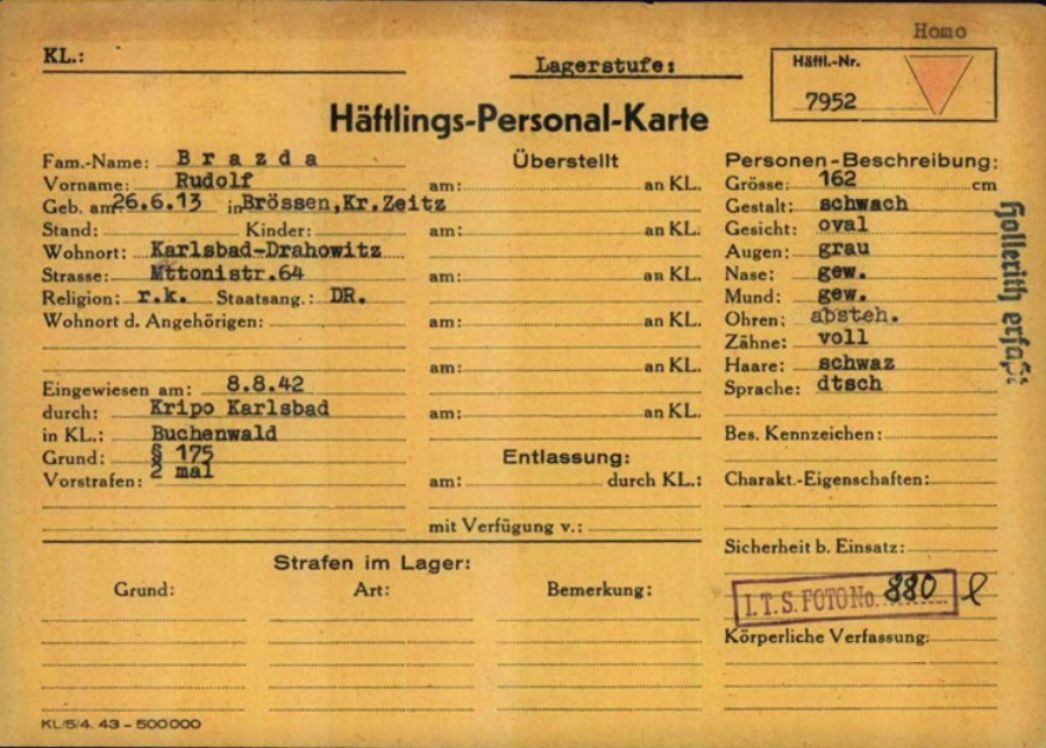 Homo
KL.:
Lagerstufe:
Häftl.-Nr.
7952
Häftlings-Personal-Karte
Fam.-Name: Brazda
Vorname: Rudolf
Geb. am 26.6.13 in Brössen,Kr.Zeitz
Stand: Kinder:
Wohnort: Karlsbad-Drahowitz
Strasse: Mttonistr.64
Religion: r.k. Staatsang.: DR.
Wohnort d. Angehörigen:
Eingewiesen am: 8.8.42
durch: Kripo Karlsbad
in KL.: Buchenwald
Grund: § 175
Vorstrafen: 2 mal
Überstellt
am: an KL.
am: an KL.
am: an KL.
am: an KL.
am: an KL.
am: an KL.
Entlassung:
am: durch KL.:
mit Verfügung v.:
Personen-Beschreibung:
Grösse: 162 cm
Gestalt: schwach
Gesicht: oval
Augen: grau
Nase: gew.
Mund: gew.
Ohren: absteh.
Zähne: voll
Haare: schwaz
Sprache: dtsch
Bes. Kennzeichen:
Charakt.-Eigenschaften:
Sicherheit b. Einsatz:
I.T.S. FOTO No. 880
Körperliche Verfassung:
Hollerith erfaßt
Strafen im Lager:
Grund: Art: Bemerkung:
KL/5/4. 43 – 500000